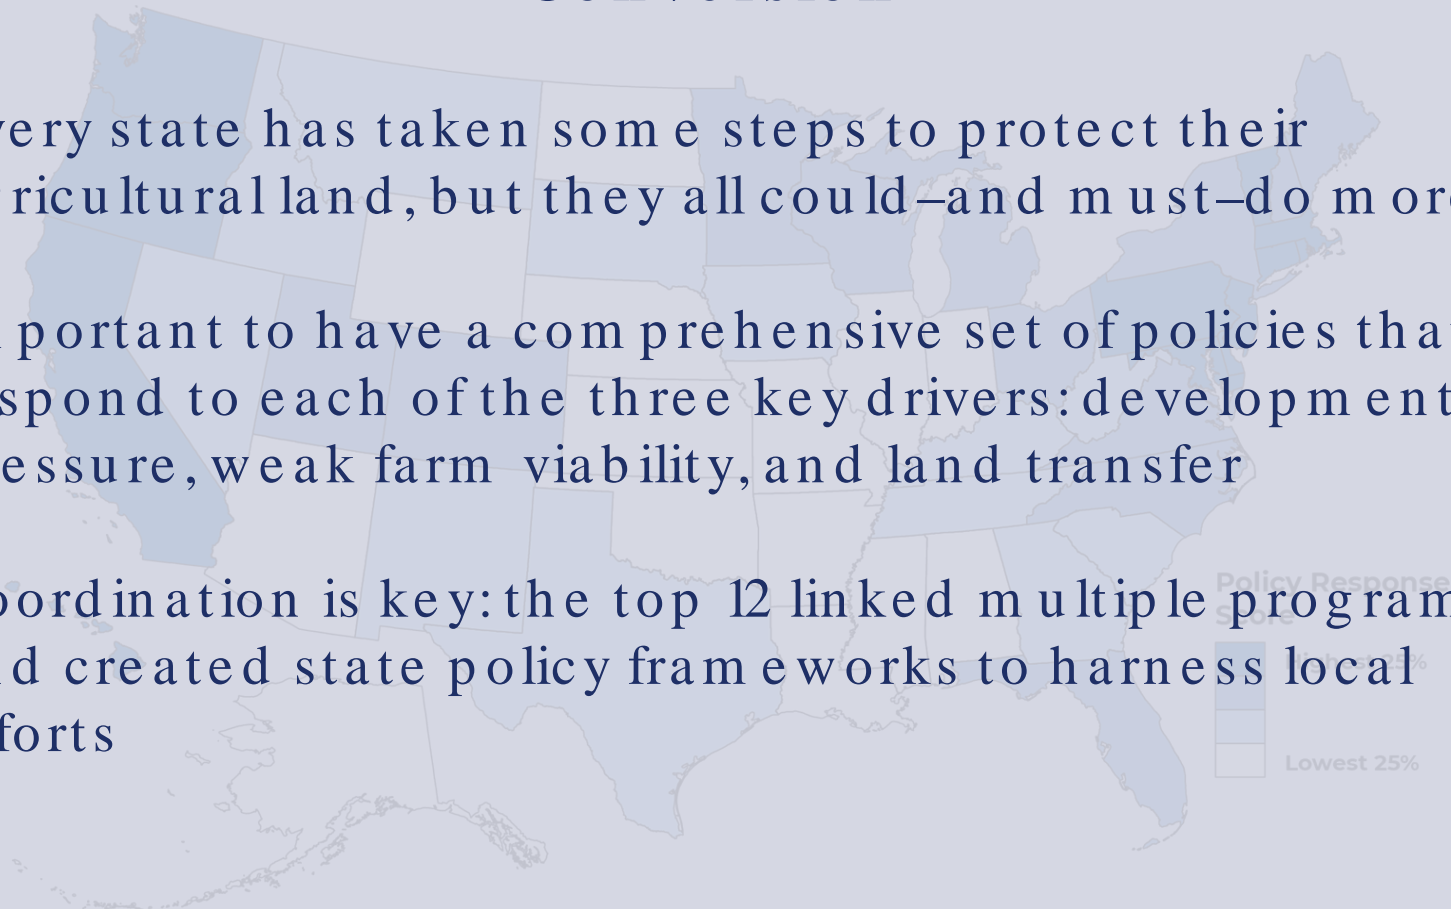 very state has taken some steps to protect their
ricultural land, but they all could–and must–do more
portant to have a comprehensive set of policies tha
spond to each of the three key drivers: development
essure, weak farm viability, and land transfer
oordination is key: the top 12 linked multiple program
d created state policy frameworks to harness local
forts
Policy Response
Score
Highest 25%
Lowest 25%